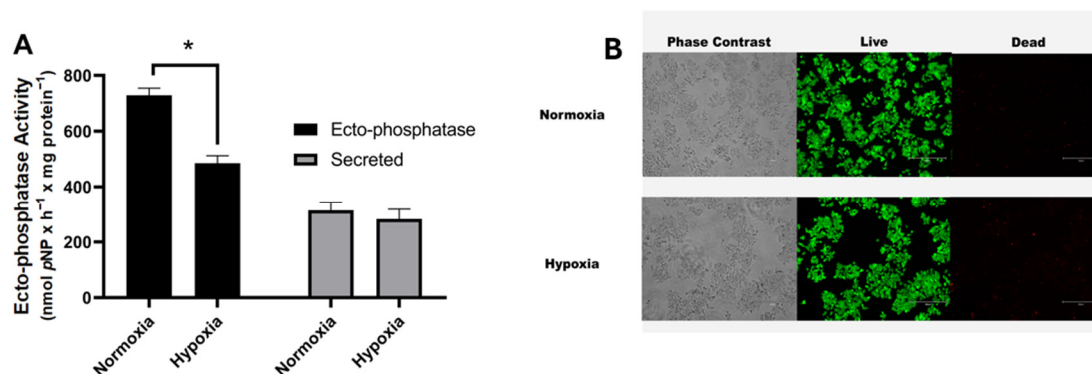 A
*
Ecto-phosphatase Activity
(nmol pNP x h⁻¹ x mg protein⁻¹)
800
600
400
200
0
Ecto-phosphatase
Secreted
Normoxia
Hypoxia
Normoxia
Hypoxia
B
Phase Contrast
Live
Dead
Normoxia
Hypoxia